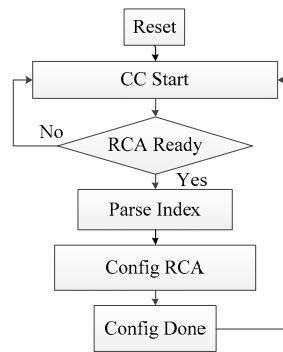 Reset
CC Start
No
RCA Ready
Yes
Parse Index
Config RCA
Config Done